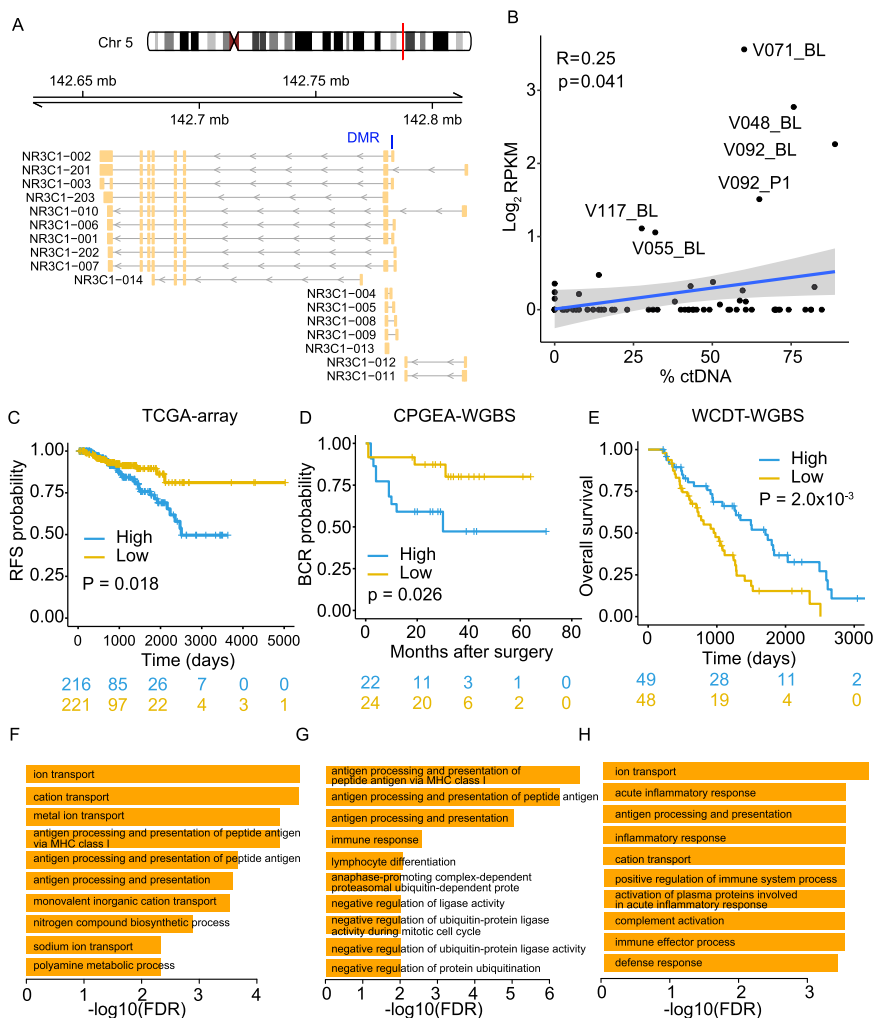 A
Chr 5
142.65 mb
142.75 mb
142.7 mb
142.8 mb
DMR
NR3C1-002
NR3C1-201
NR3C1-003
NR3C1-203
NR3C1-010
NR3C1-006
NR3C1-001
NR3C1-202
NR3C1-007
NR3C1-014
NR3C1-004
NR3C1-005
NR3C1-008
NR3C1-009
NR3C1-013
NR3C1-012
NR3C1-011
B
R=0.25
p=0.041
V071_BL
V048_BL
V092_BL
V092_P1
V117_BL
V055_BL
Log2 RPKM
3
2
1
0
0 25 50 75
% ctDNA
C
TCGA-array
RFS probability
1.00
0.75
0.50
0.25
0.00
High
Low
P = 0.018
0 1000 2000 3000 4000 5000
Time (days)
216 85 26 7 0 0
221 97 22 4 3 1
D
CPGEA-WGBS
BCR probability
1.00
0.75
0.50
0.25
0.00
High
Low
p = 0.026
0 20 40 60 80
Months after surgery
22 11 3 1 0
24 20 6 2 0
E
WCDT-WGBS
Overall survival
1.00
0.75
0.50
0.25
0.00
High
Low
P = 2.0x10-3
0 1000 2000 3000
Time (days)
49 28 11 2
48 19 4 0
F
ion transport
cation transport
metal ion transport
antigen processing and presentation of peptide antigen
via MHC class I
antigen processing and presentation of peptide antigen
antigen processing and presentation
monovalent inorganic cation transport
nitrogen compound biosynthetic process
sodium ion transport
polyamine metabolic process
0 1 2 3 4
-log10(FDR)
G
antigen processing and presentation of
peptide antigen via MHC class I
antigen processing and presentation of peptide antigen
antigen processing and presentation
immune response
lymphocyte differentiation
anaphase-promoting complex-dependent
proteasomal ubiquitin-dependent prote
negative regulation of ligase activity
negative regulation of ubiquitin-protein ligase
activity during mitotic cell cycle
negative regulation of ubiquitin-protein ligase activity
negative regulation of protein ubiquitination
0 1 2 3 4 5 6
-log10(FDR)
H
ion transport
acute inflammatory response
antigen processing and presentation
inflammatory response
cation transport
positive regulation of immune system process
activation of plasma proteins involved
in acute inflammatory response
complement activation
immune effector process
defense response
0 1 2 3
-log10(FDR)